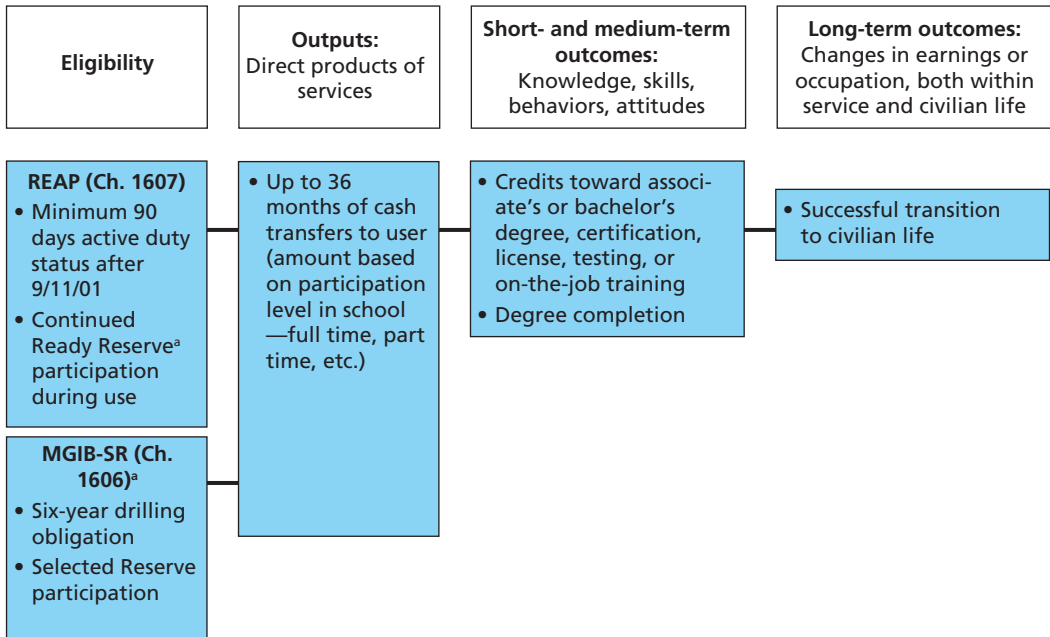 Eligibility
Outputs:
Direct products of
services
Short- and medium-term
outcomes:
Knowledge, skills,
behaviors, attitudes
Long-term outcomes:
Changes in earnings or
occupation, both within
service and civilian life
REAP (Ch. 1607)
• Minimum 90
days active duty
status after
9/11/01
• Continued
Ready Reserveᵃ
participation
during use
MGIB-SR (Ch.
1606)ᵃ
• Six-year drilling
obligation
• Selected Reserve
participation
• Up to 36
months of cash
transfers to user
(amount based
on participation
level in school
—full time, part
time, etc.)
• Credits toward associ-
ate’s or bachelor’s
degree, certification,
license, testing, or
on-the-job training
• Degree completion
• Successful transition
to civilian life